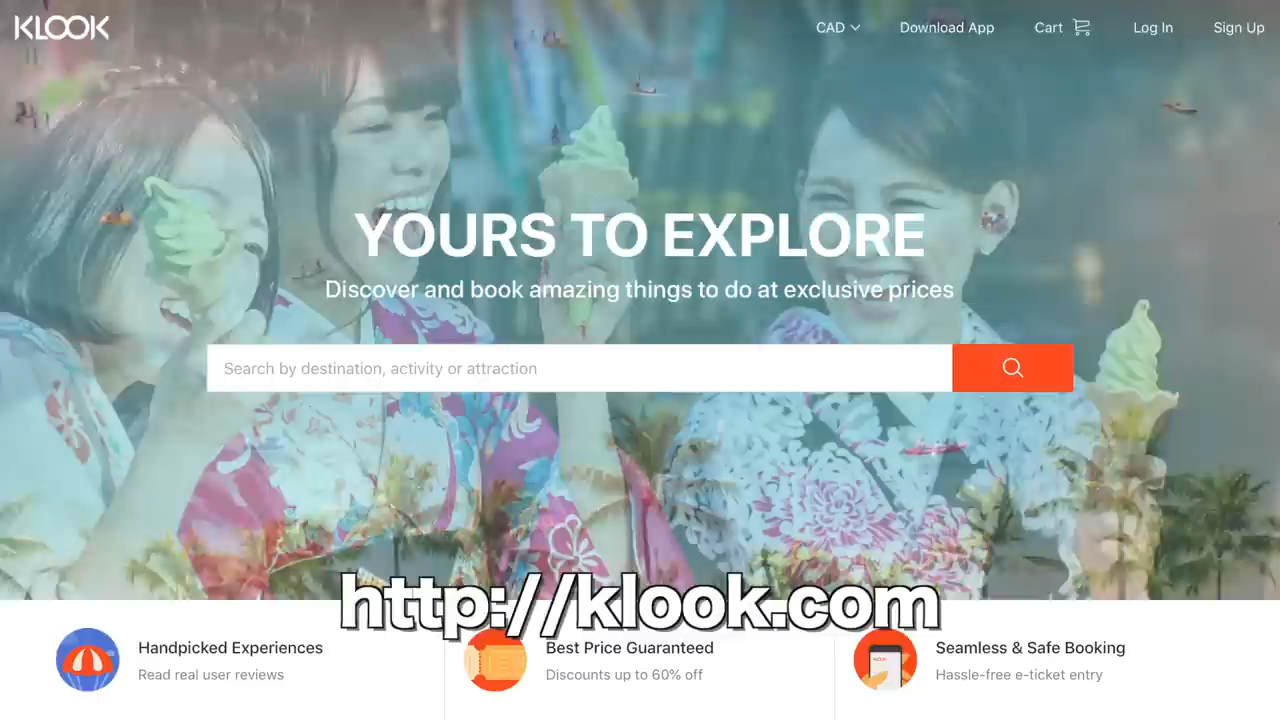 KLOOK
CAD
Download App
Cart
Log In
Sign Up
YOURS TO EXPLORE
Discover and book amazing things to do at exclusive prices
Search by destination, activity or attraction
http://klook.com
Handpicked Experiences
Read real user reviews
Best Price Guaranteed
Discounts up to 60% off
Seamless & Safe Booking
Hassle-free e-ticket entry